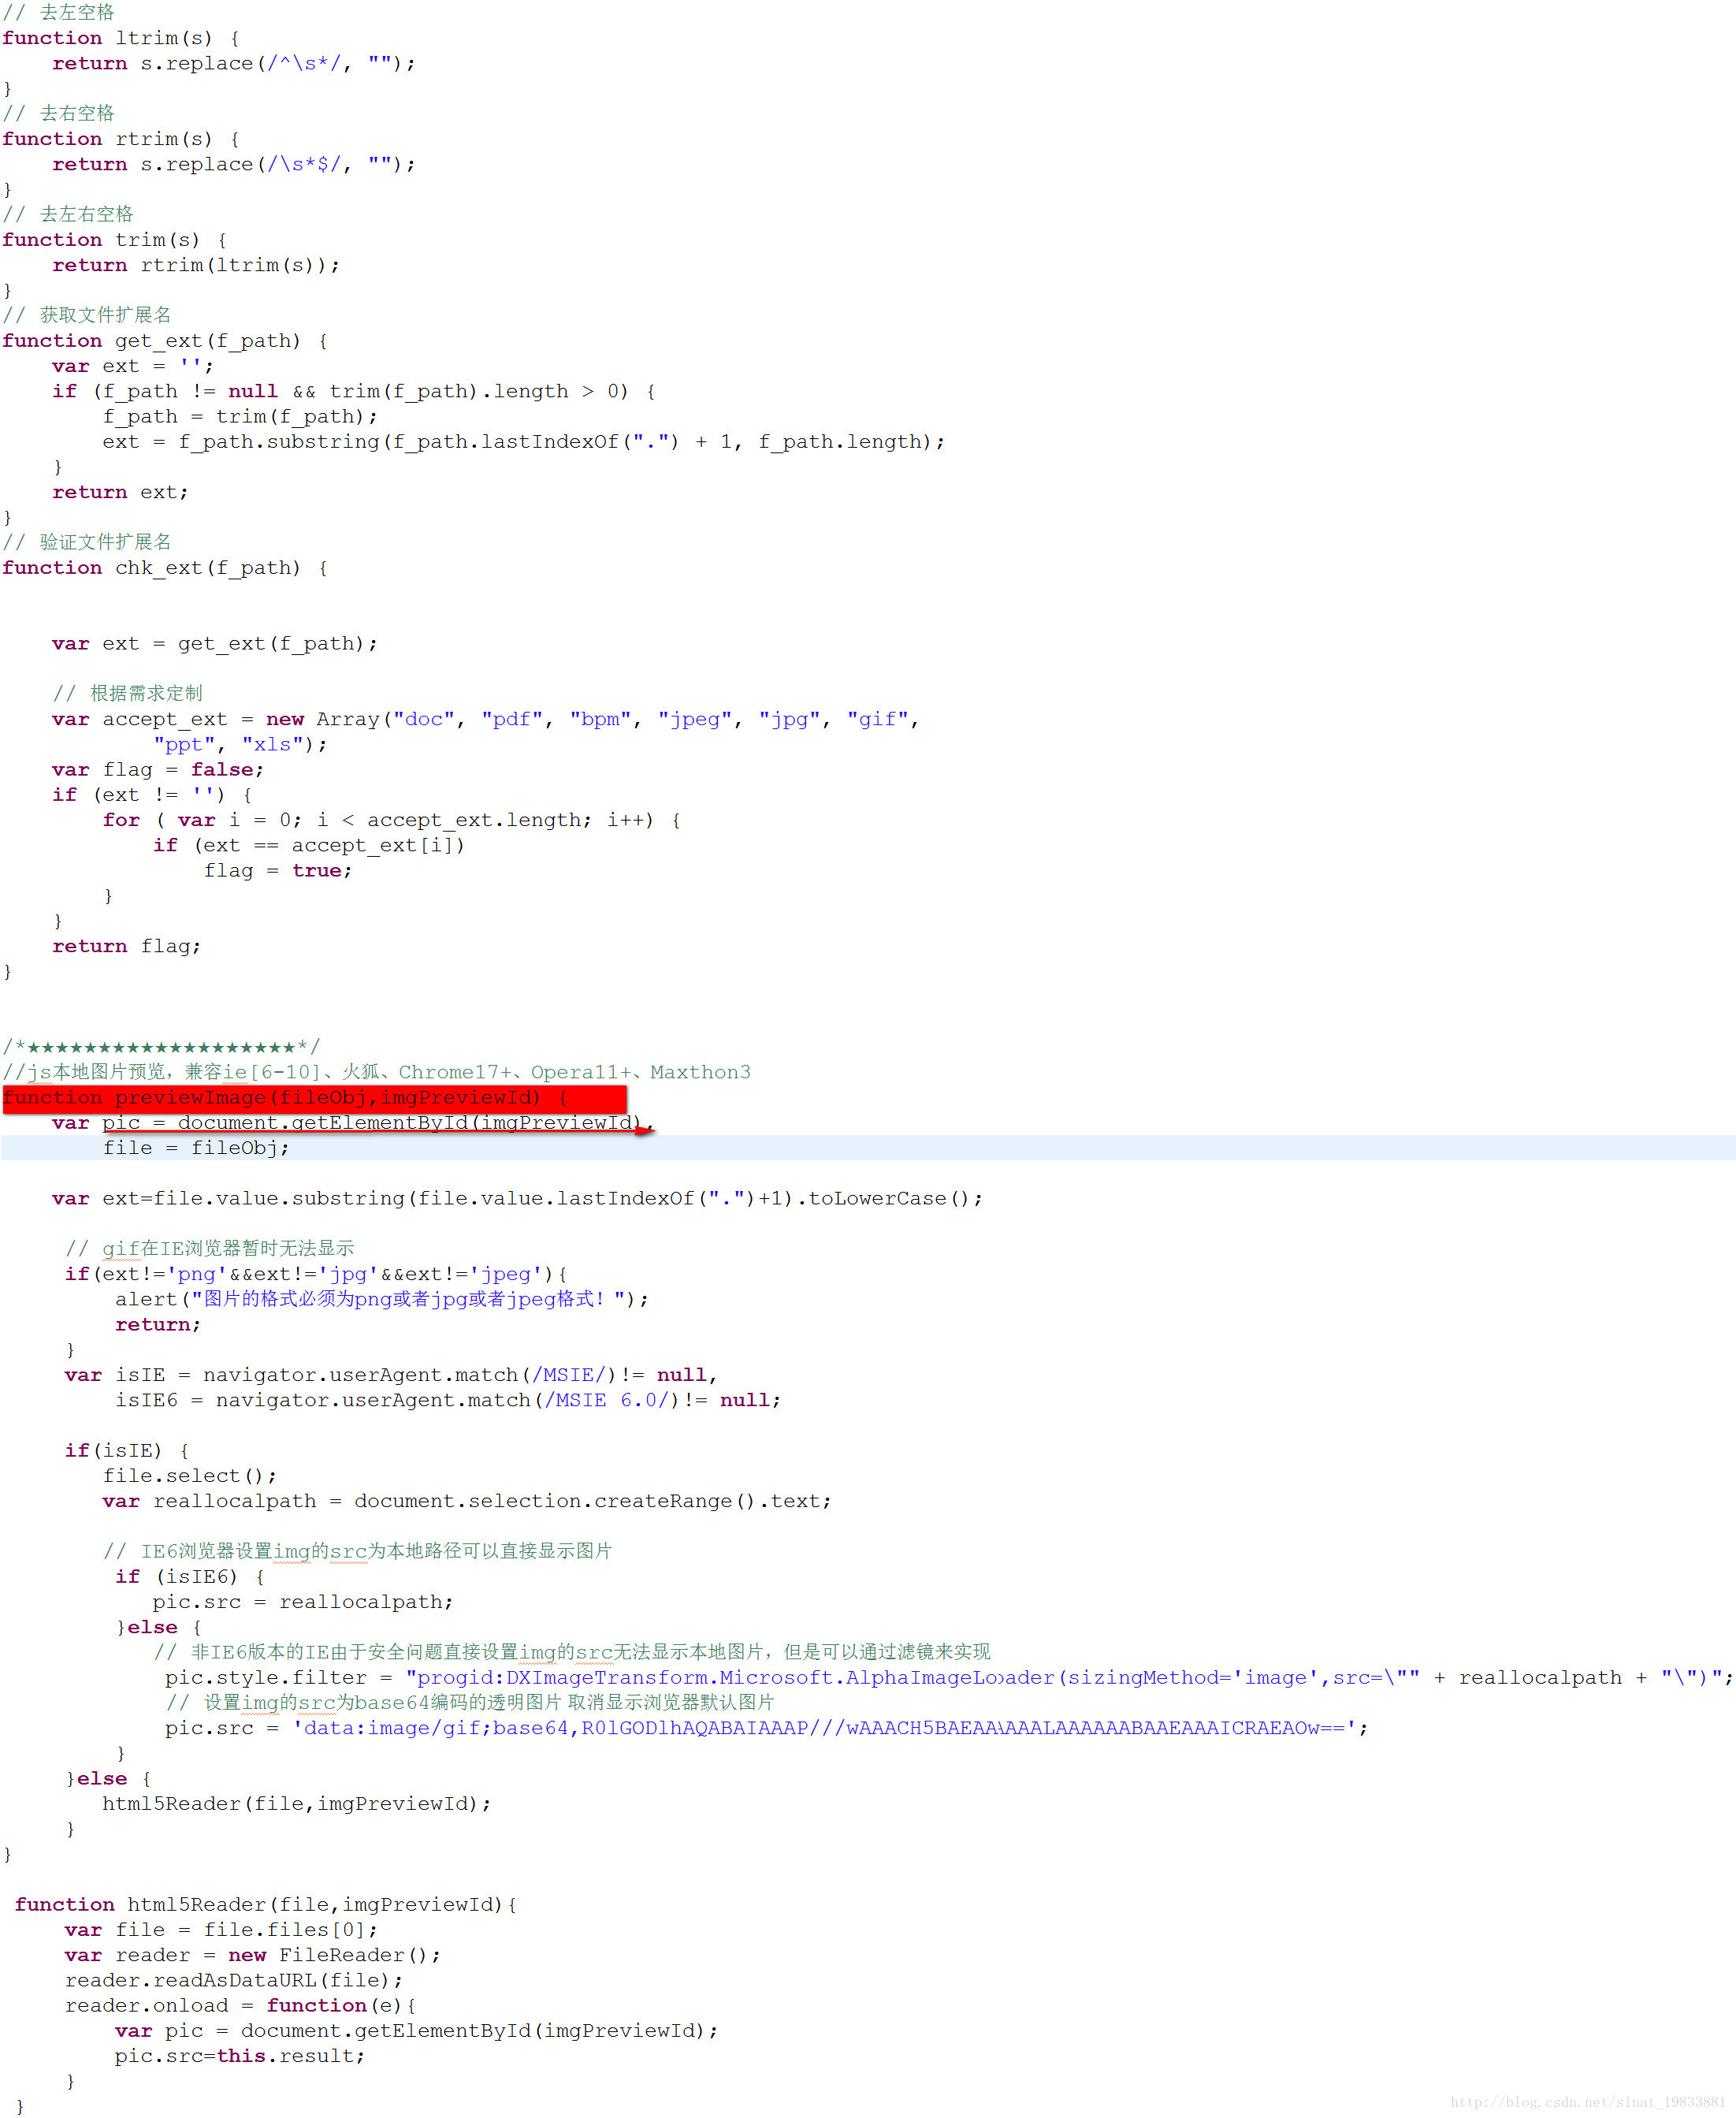 // 去左空格
function ltrim(s) {
    return s.replace(/^\s*/, "");
}
// 去右空格
function rtrim(s) {
    return s.replace(/\s*$/, "");
}
// 去左右空格
function trim(s) {
    return rtrim(ltrim(s));
}
// 获取文件扩展名
function get_ext(f_path) {
    var ext = '';
    if (f_path != null && trim(f_path).length > 0) {
        f_path = trim(f_path);
        ext = f_path.substring(f_path.lastIndexOf(".") + 1, f_path.length);
    }
    return ext;
}
// 验证文件扩展名
function chk_ext(f_path) {
    var ext = get_ext(f_path);
    // 根据需求定制
    var accept_ext = new Array("doc", "pdf", "bpm", "jpeg", "jpg", "gif",
            "ppt", "xls");
    var flag = false;
    if (ext != '') {
        for ( var i = 0; i < accept_ext.length; i++) {
            if (ext == accept_ext[i])
                flag = true;
        }
    }
    return flag;
}
/*★★★★★★★★★★★★★★★★★★★*/
//js本地图片预览，兼容ie[6-10]、火狐、Chrome17+、Opera11+、Maxthon3
function previewImage(fileObj,imgPreviewId) {
    var pic = document.getElementById(imgPreviewId),
        file = fileObj;
    var ext=file.value.substring(file.value.lastIndexOf(".")+1).toLowerCase();
     // gif在IE浏览器暂时无法显示
     if(ext!='png'&&ext!='jpg'&&ext!='jpeg'){
         alert("图片的格式必须为png或者jpg或者jpeg格式！");
         return;
     }
     var isIE = navigator.userAgent.match(/MSIE/)!= null,
         isIE6 = navigator.userAgent.match(/MSIE 6.0/)!= null;
     if(isIE) {
        file.select();
        var reallocalpath = document.selection.createRange().text;
        // IE6浏览器设置img的src为本地路径可以直接显示图片
         if (isIE6) {
            pic.src = reallocalpath;
         }else {
            // 非IE6版本的IE由于安全问题直接设置img的src无法显示本地图片，但是可以通过滤镜来实现
             pic.style.filter = "progid:DXImageTransform.Microsoft.AlphaImageLoader(sizingMethod='image',src=\"" + reallocalpath + "\")";
             // 设置img的src为base64编码的透明图片 取消显示浏览器默认图片
             pic.src = 'data:image/gif;base64,R0lGODlhAQABAIAAAP///wAAACH5BAEAAAAALAAAAAABAAEAAAICRAEAOw==';
         }
     }else {
        html5Reader(file,imgPreviewId);
     }
}
 function html5Reader(file,imgPreviewId){
     var file = file.files[0];
     var reader = new FileReader();
     reader.readAsDataURL(file);
     reader.onload = function(e){
         var pic = document.getElementById(imgPreviewId);
         pic.src=this.result;
     }
 }
http://blog.csdn.net/sinat_19833881